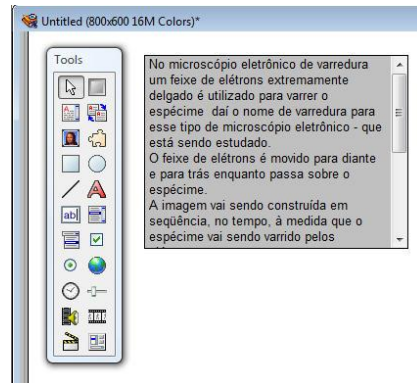 Untitled (800x600 16M Colors)*
Tools
A
A
ab
No microscópio eletrônico de varredura
um feixe de elétrons extremamente
delgado é utilizado para varrer o
espécime daí o nome de varredura para
esse tipo de microscópio eletrônico - que
está sendo estudado.
O feixe de elétrons é movido para diante
e para trás enquanto passa sobre o
espécime.
A imagem vai sendo construída em
seqüência, no tempo, à medida que o
espécime vai sendo varrido pelos